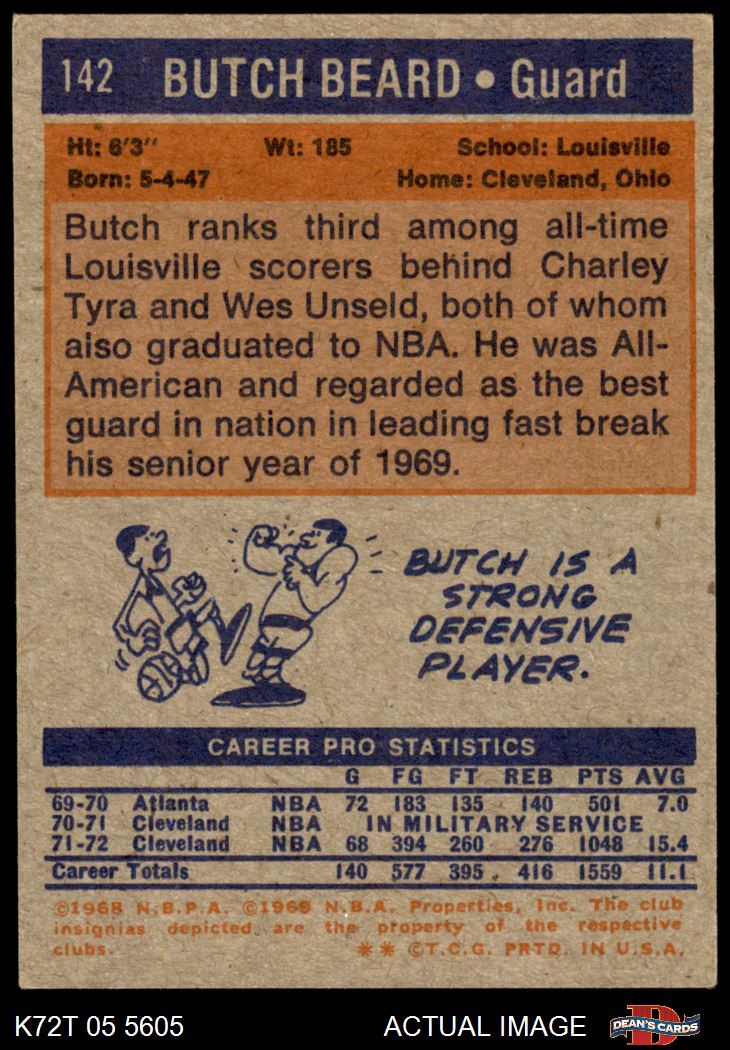 142 BUTCH BEARD • Guard
Ht: 6'3" Wt: 185 School: Louisville
Born: 5-4-47 Home: Cleveland, Ohio
Butch ranks third among all-time
Louisville scorers behind Charley
Tyra and Wes Unseld, both of whom
also graduated to NBA. He was All-
American and regarded as the best
guard in nation in leading fast break
his senior year of 1969.
BUTCH IS A
STRONG
DEFENSIVE
PLAYER.
CAREER PRO STATISTICS
G FG FT REB PTS AVG
69-70 Atlanta NBA 72 183 135 140 501 7.0
70-71 Cleveland NBA IN MILITARY SERVICE
71-72 Cleveland NBA 68 394 260 276 1048 15.4
Career Totals 140 577 395 416 1559 11.1
©1968 N.B.P.A. ©1969 N.B.A. Properties, Inc. The club
insignias depicted are the property of the respective
clubs. ** ©T.C.G. PRTD. IN U.S.A.
K72T 05 5605 ACTUAL IMAGE DEAN'S CARDS